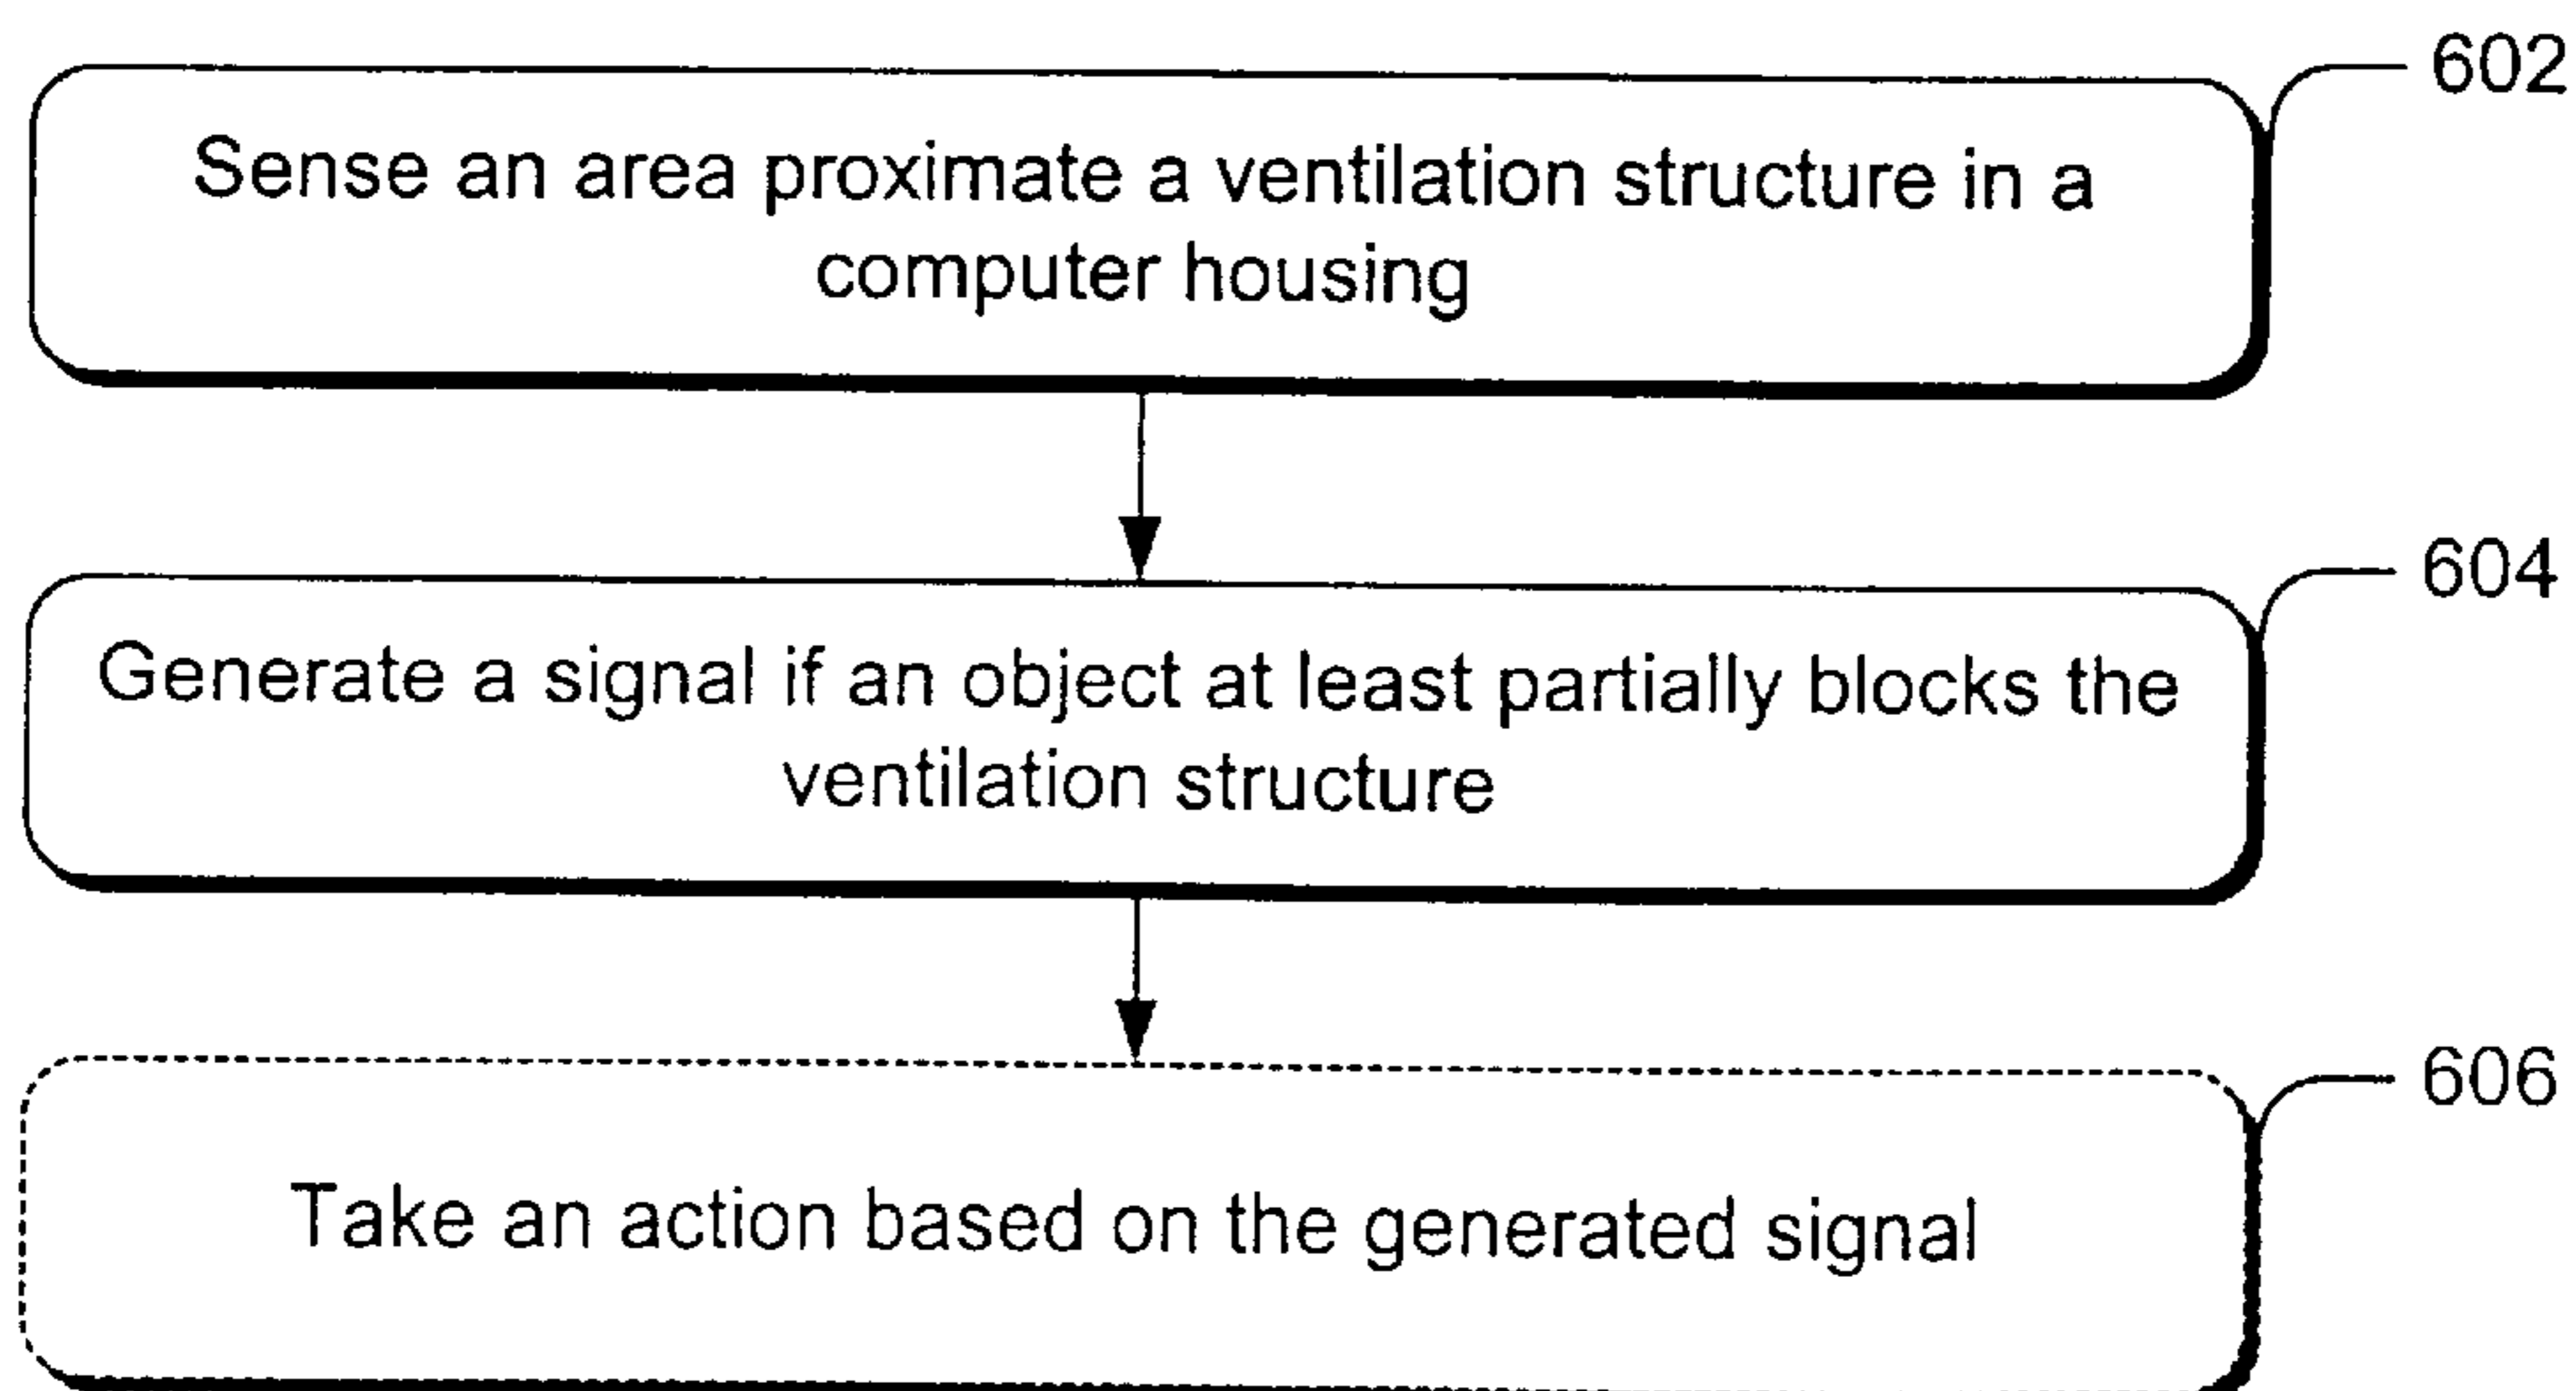 602
Sense an area proximate a ventilation structure in a
computer housing
604
Generate a signal if an object at least partially blocks the
ventilation structure
606
Take an action based on the generated signal